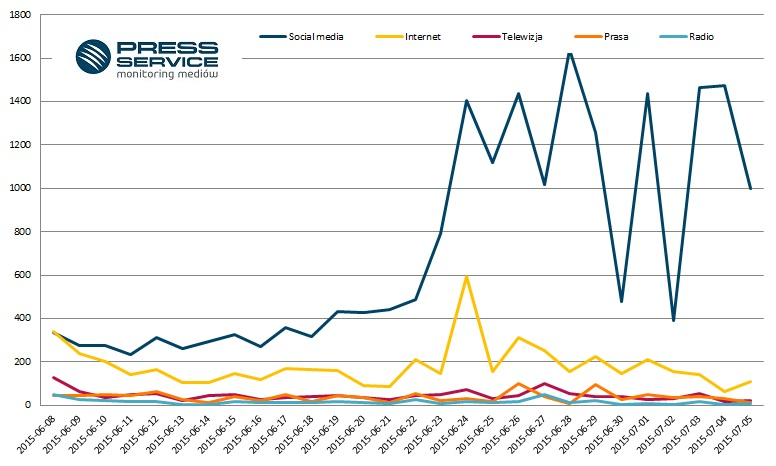 1800
1600
1400
1200
1000
800
600
400
200
0
PRESS
SERVICE
monitoring mediów
Social media Internet Telewizja Prasa Radio
2015-06-08 2015-06-09 2015-06-10 2015-06-11 2015-06-12 2015-06-13 2015-06-14 2015-06-15 2015-06-16 2015-06-17 2015-06-18 2015-06-19 2015-06-20 2015-06-21 2015-06-22 2015-06-23 2015-06-24 2015-06-25 2015-06-26 2015-06-27 2015-06-28 2015-06-29 2015-06-30 2015-07-01 2015-07-02 2015-07-03 2015-07-04 2015-07-05